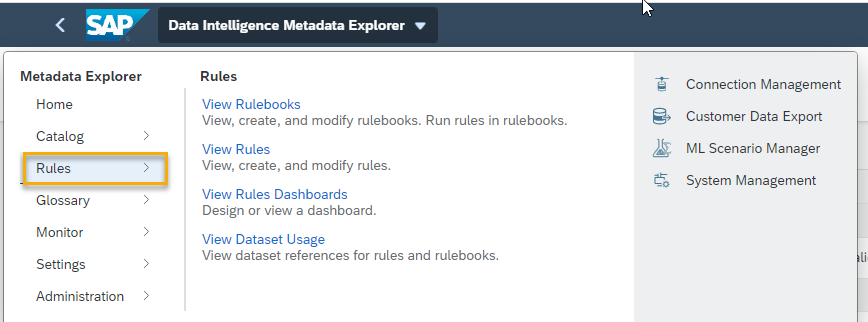 SAP Data Intelligence Metadata Explorer
Metadata Explorer
Home
Catalog
Rules
Glossary
Monitor
Settings
Administration
Rules
View Rulebooks
View, create, and modify rulebooks. Run rules in rulebooks.
View Rules
View, create, and modify rules.
View Rules Dashboards
Design or view a dashboard.
View Dataset Usage
View dataset references for rules and rulebooks.
Connection Management
Customer Data Export
ML Scenario Manager
System Management